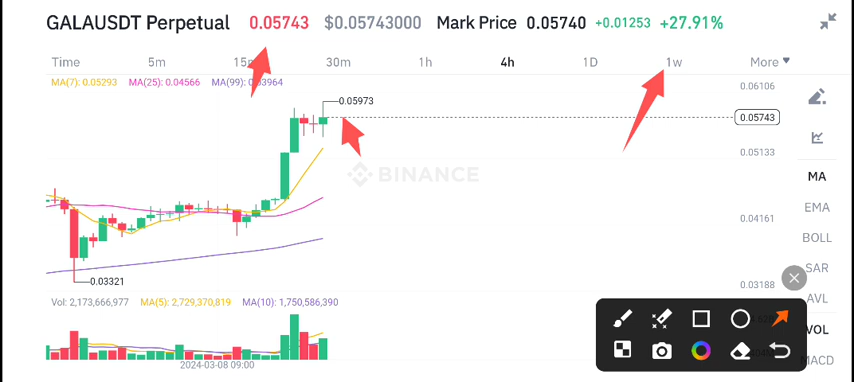 GALAUSDT Perpetual 0.05743 $0.05743000 Mark Price 0.05740 +0.01253 +27.91%
Time 5m 15m 30m 1h 4h 1D 1w More
MA(7): 0.05293 MA(25): 0.04566 MA(99): 0.03964
0.06106
0.05973
0.05743
0.05133
BINANCE
MA
EMA
0.04161
BOLL
SAR
0.03321
0.03188
AVL
Vol: 2,173,666,977 MA(5): 2,729,370,819 MA(10): 1,750,586,390
VOL
MACD
2024-03-08 09:00